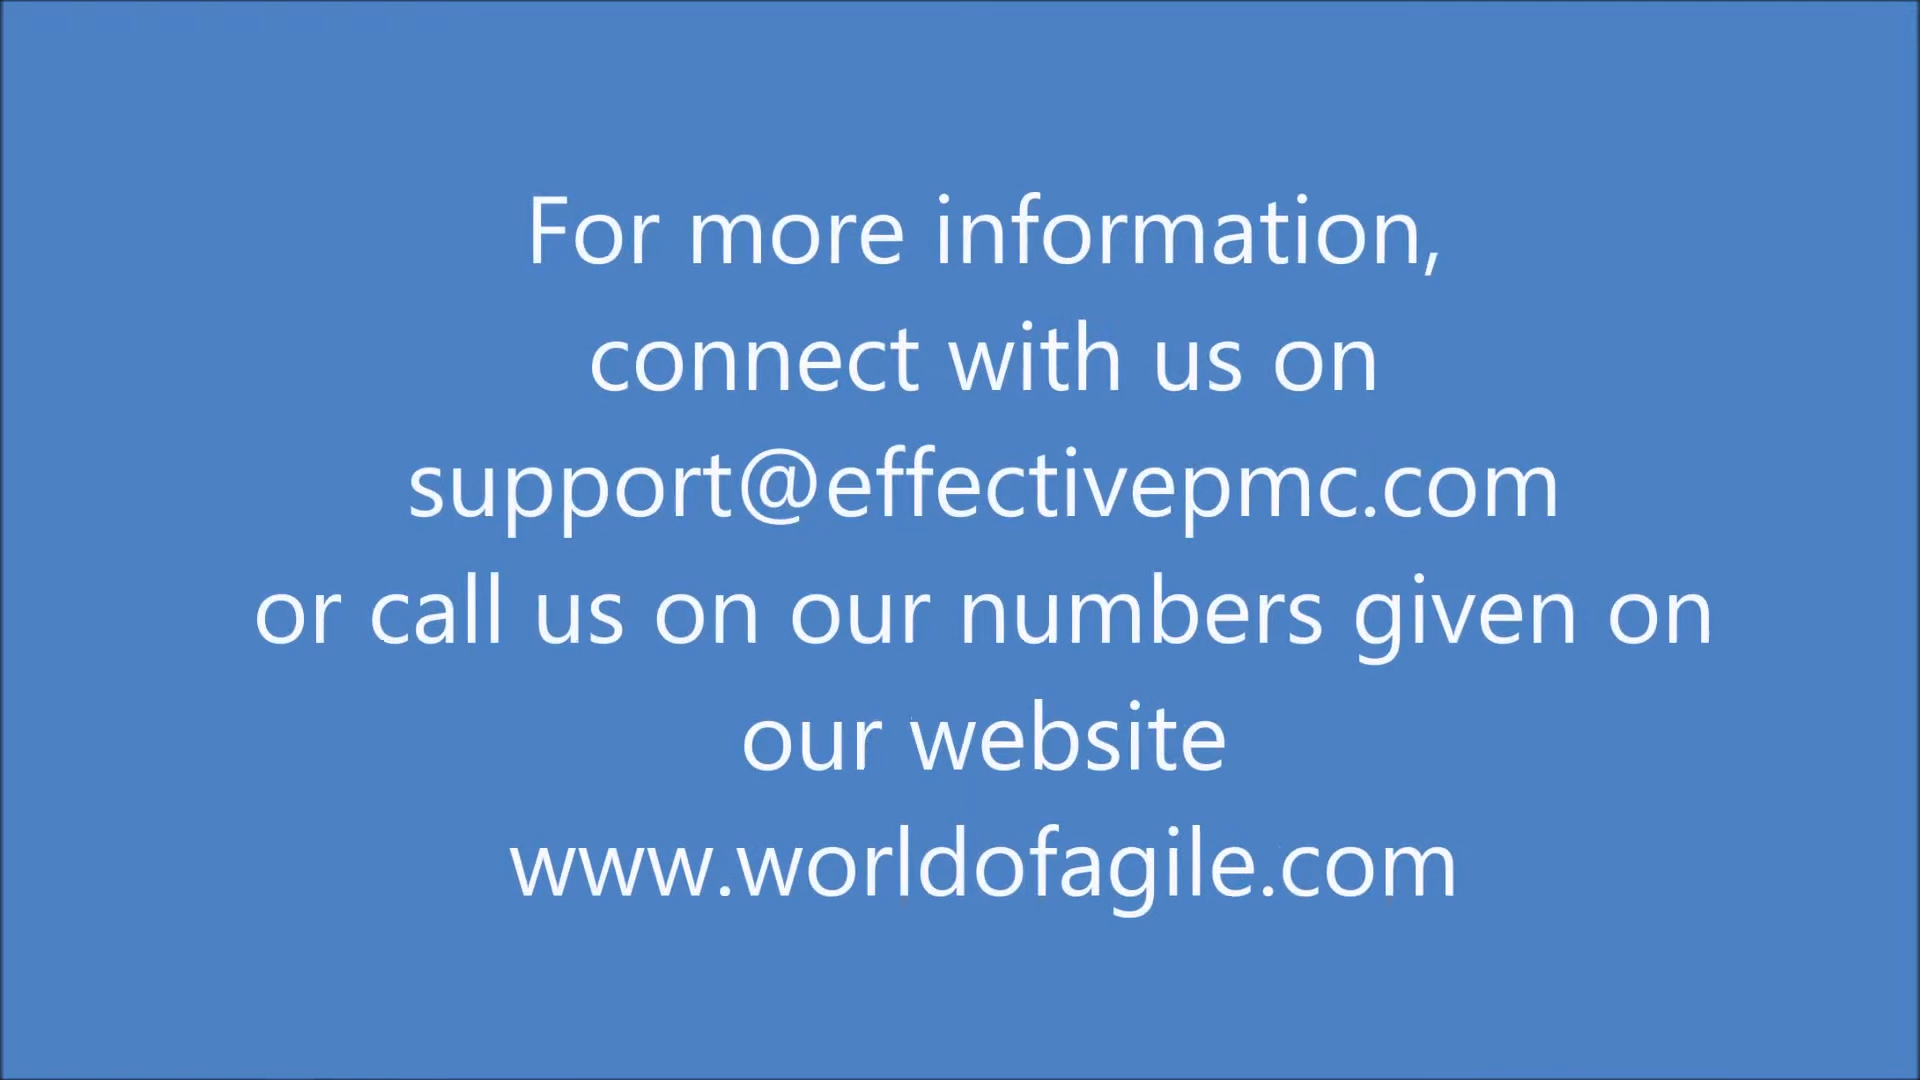 For more information,
connect with us on
support@effectivepmc.com
or call us on our numbers given on
our website
www.worldofagile.com